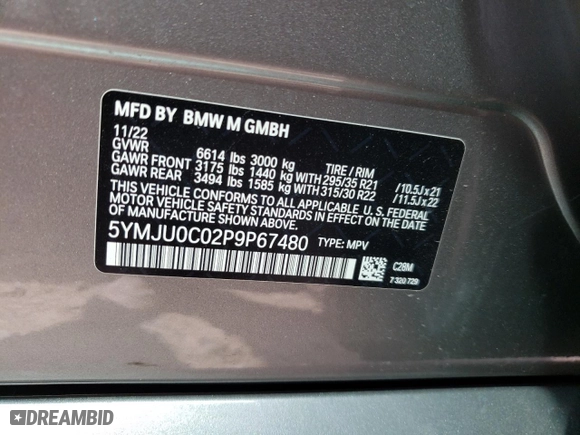 MFD BY BMW M GMBH
11/22
GVWR 6614 lbs 3000 kg TIRE / RIM
GAWR FRONT 3175 lbs 1440 kg WITH 295/35 R21 /10.5J x 21
GAWR REAR 3494 lbs 1585 kg WITH 315/30 R22 /11.5J x 22
THIS VEHICLE CONFORMS TO ALL APPLICABLE U.S. FEDERAL
MOTOR VEHICLE SAFETY STANDARDS IN
EFFECT ON THE DATE OF MANUFACTURE SHOWN ABOVE.
5YMJU0C02P9P67480 TYPE: MPV
C28M
7 320 729
DREAMBID